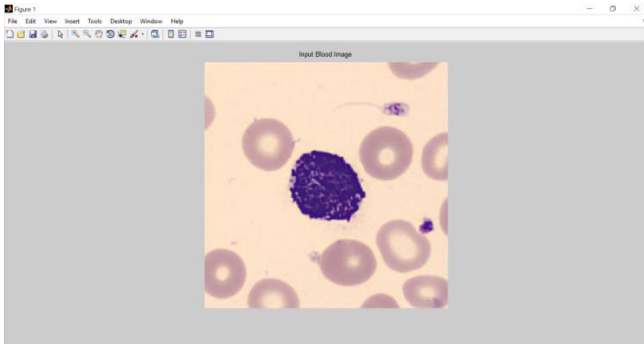 Figure 1
File Edit View Insert Tools Desktop Window Help
Input Blood Image